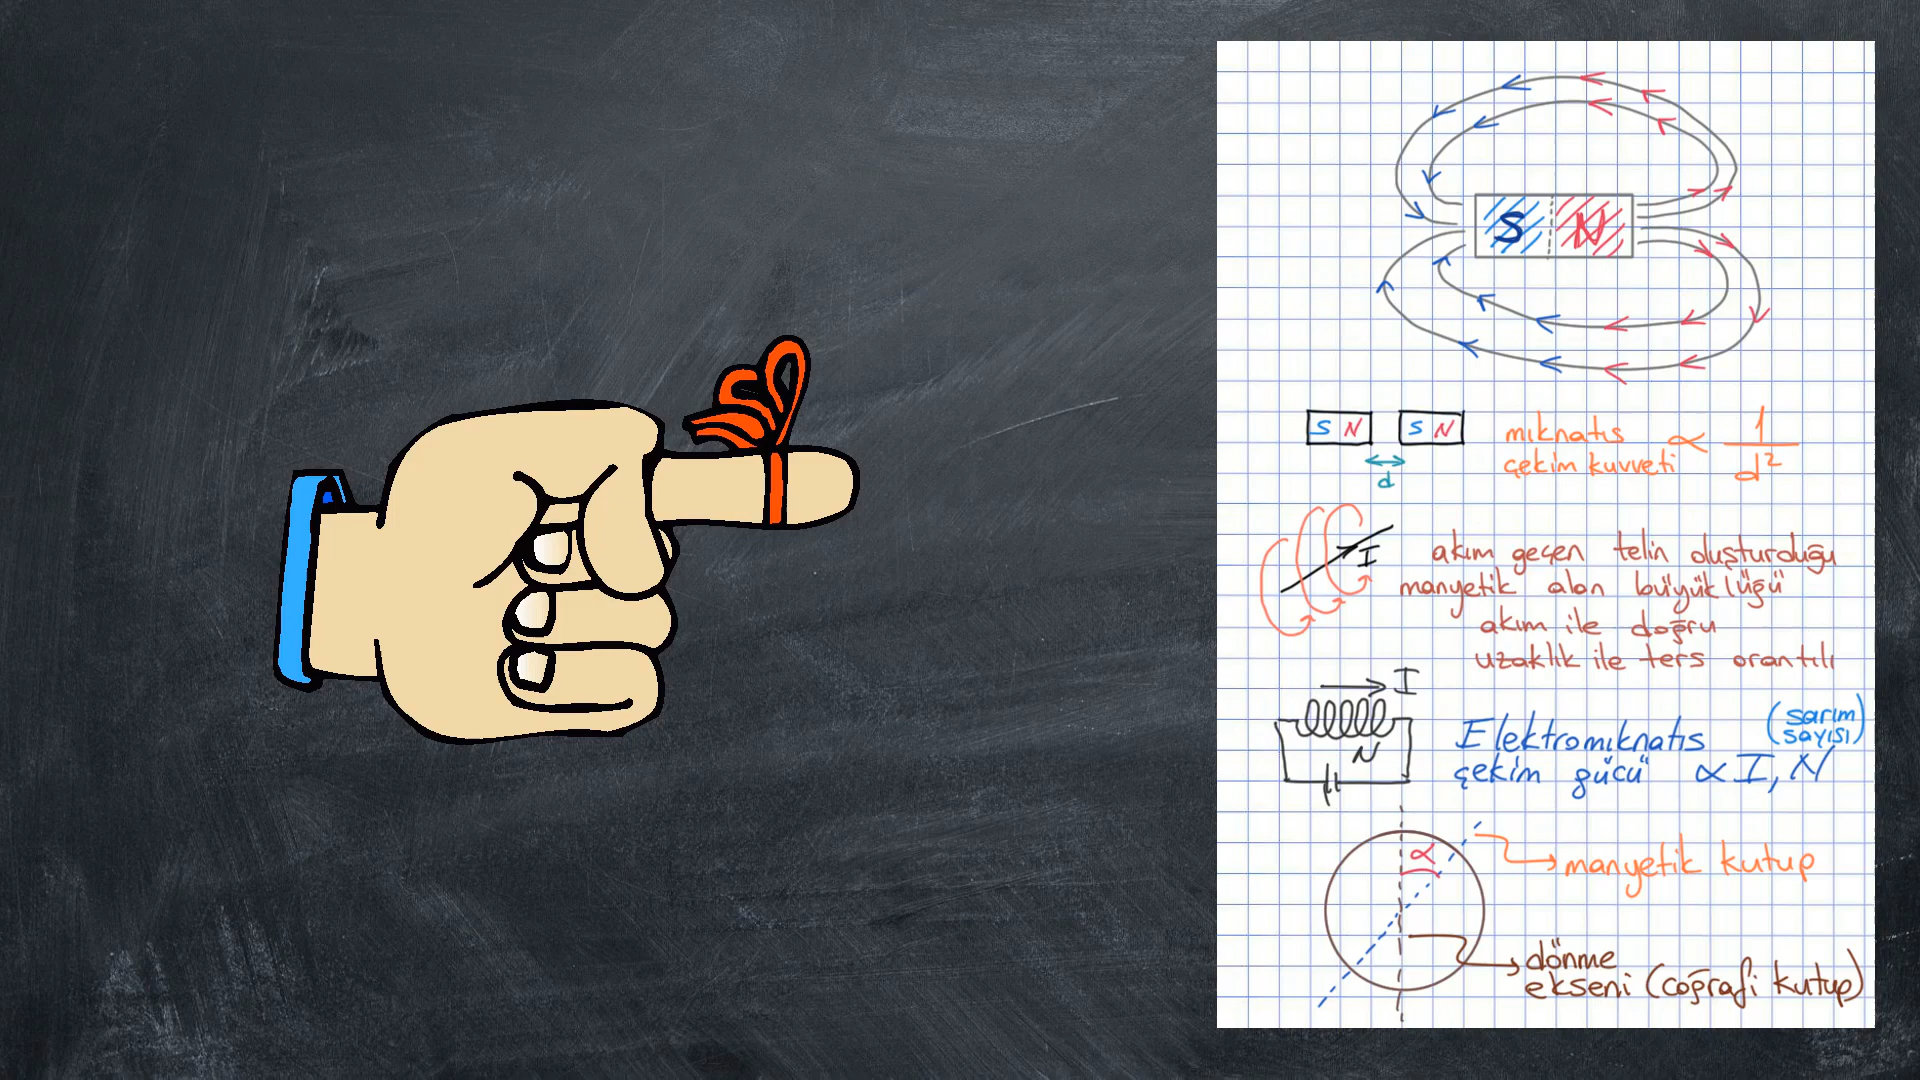 S N
S N S N
d
mıknatıs
çekim kuvveti ∝ 1/d²
I
akım geçen telin oluşturduğu
manyetik alan büyüklüğü
akım ile doğru
uzaklık ile ters orantılı
I
N
Elektromıknatıs (sarım sayısı)
çekim gücü ∝ I, N
α
manyetik kutup
dönme
ekseni (coğrafi kutup)